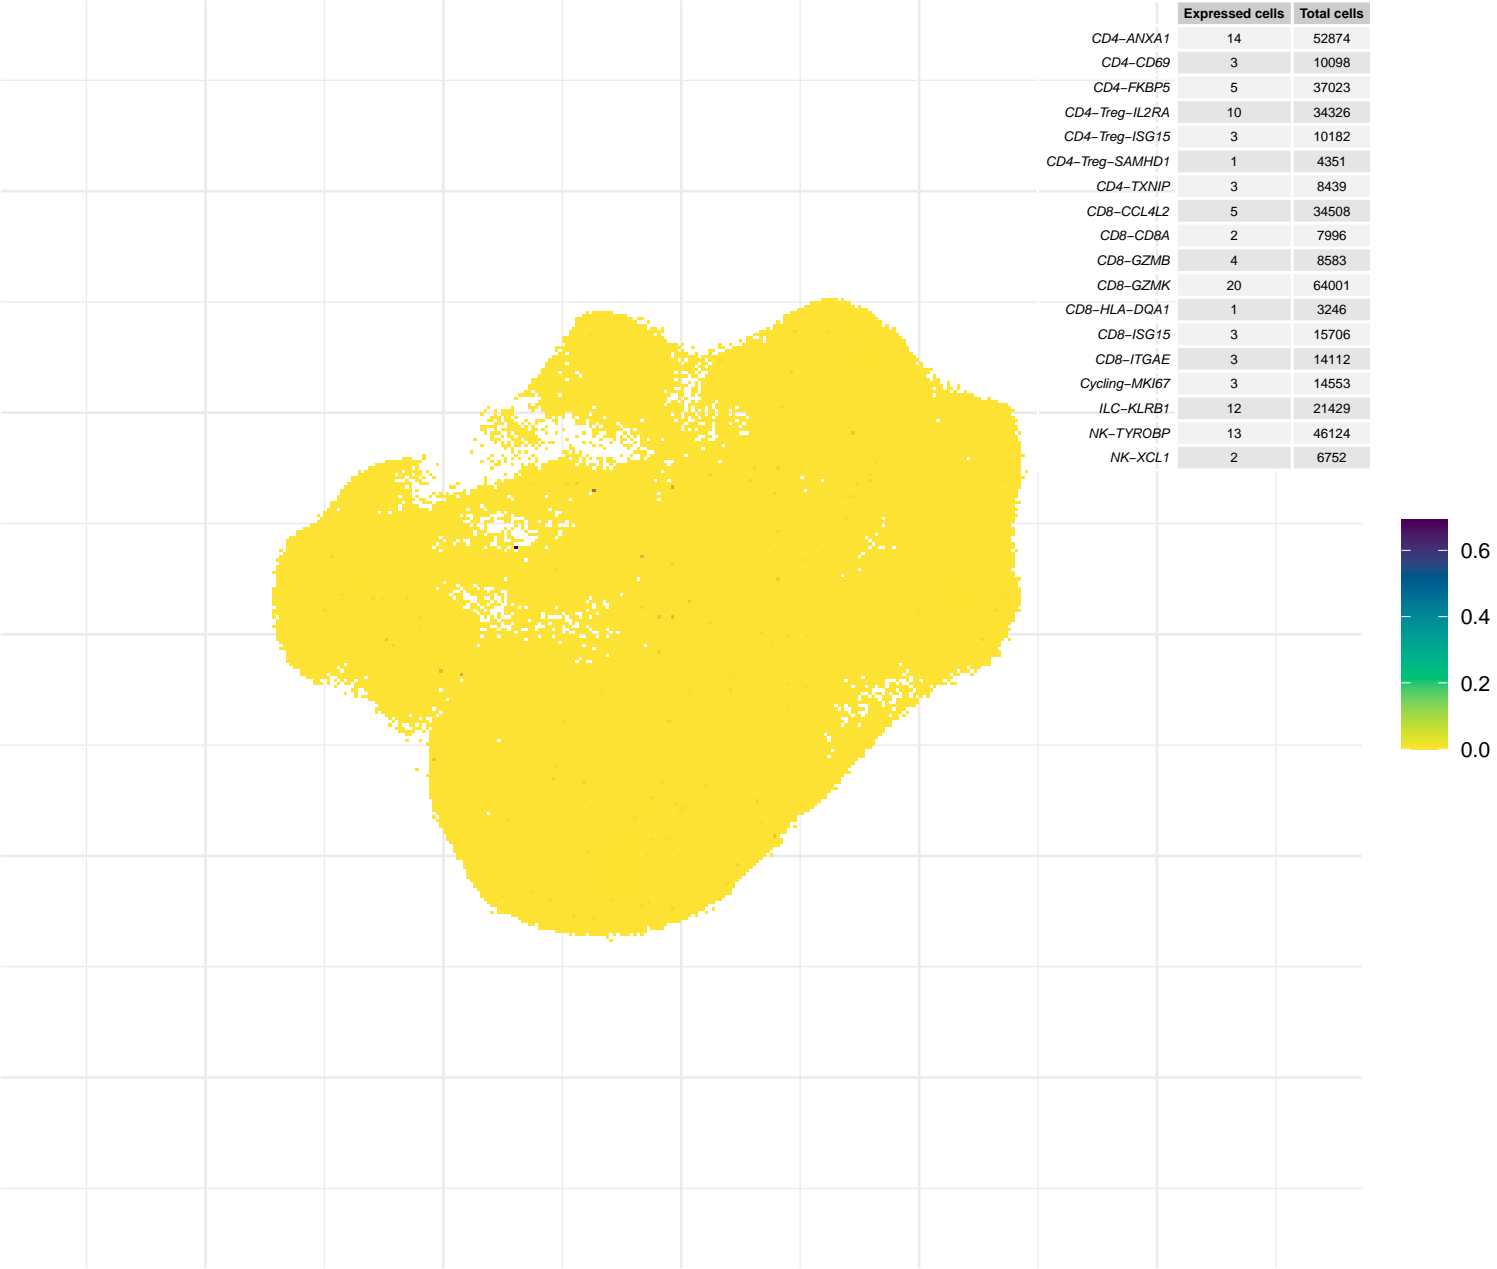 Expressed cells Total cells
CD4−ANXA1 14 52874
CD4−CD69 3 10098
CD4−FKBP5 5 37023
CD4−Treg−IL2RA 10 34326
CD4−Treg−ISG15 3 10182
CD4−Treg−SAMHD1 1 4351
CD4−TXNIP 3 8439
CD8−CCL4L2 5 34508
CD8−CD8A 2 7996
CD8−GZMB 4 8583
CD8−GZMK 20 64001
CD8−HLA−DQA1 1 3246
CD8−ISG15 3 15706
CD8−ITGAE 3 14112
Cycling−MKI67 3 14553
ILC−KLRB1 12 21429
NK−TYROBP 13 46124
NK−XCL1 2 6752
0.6
0.4
0.2
0.0